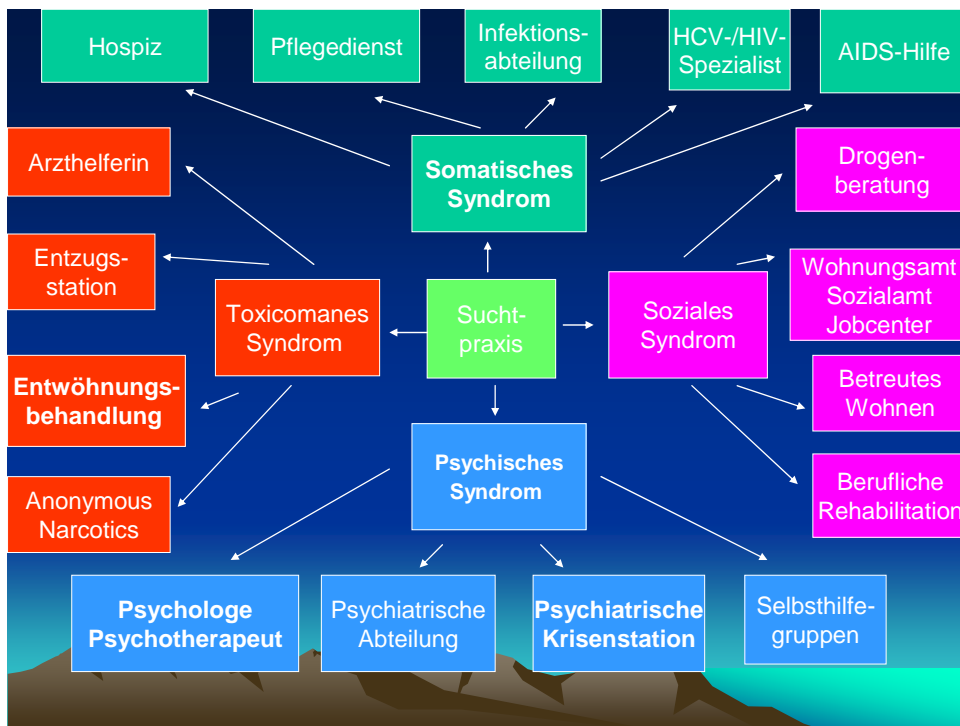 Hospiz
Pflegedienst
Infektions-
abteilung
HCV-/HIV-
Spezialist
AIDS-Hilfe
Arzthelferin
Somatisches
Syndrom
Drogen-
beratung
Entzugs-
station
Toxicomanes
Syndrom
Sucht-
praxis
Soziales
Syndrom
Wohnungsamt
Sozialamt
Jobcenter
Entwöhnungs-
behandlung
Betreutes
Wohnen
Psychisches
Syndrom
Anonymous
Narcotics
Berufliche
Rehabilitation
Psychologe
Psychotherapeut
Psychiatrische
Abteilung
Psychiatrische
Krisenstation
Selbsthilfe-
gruppen